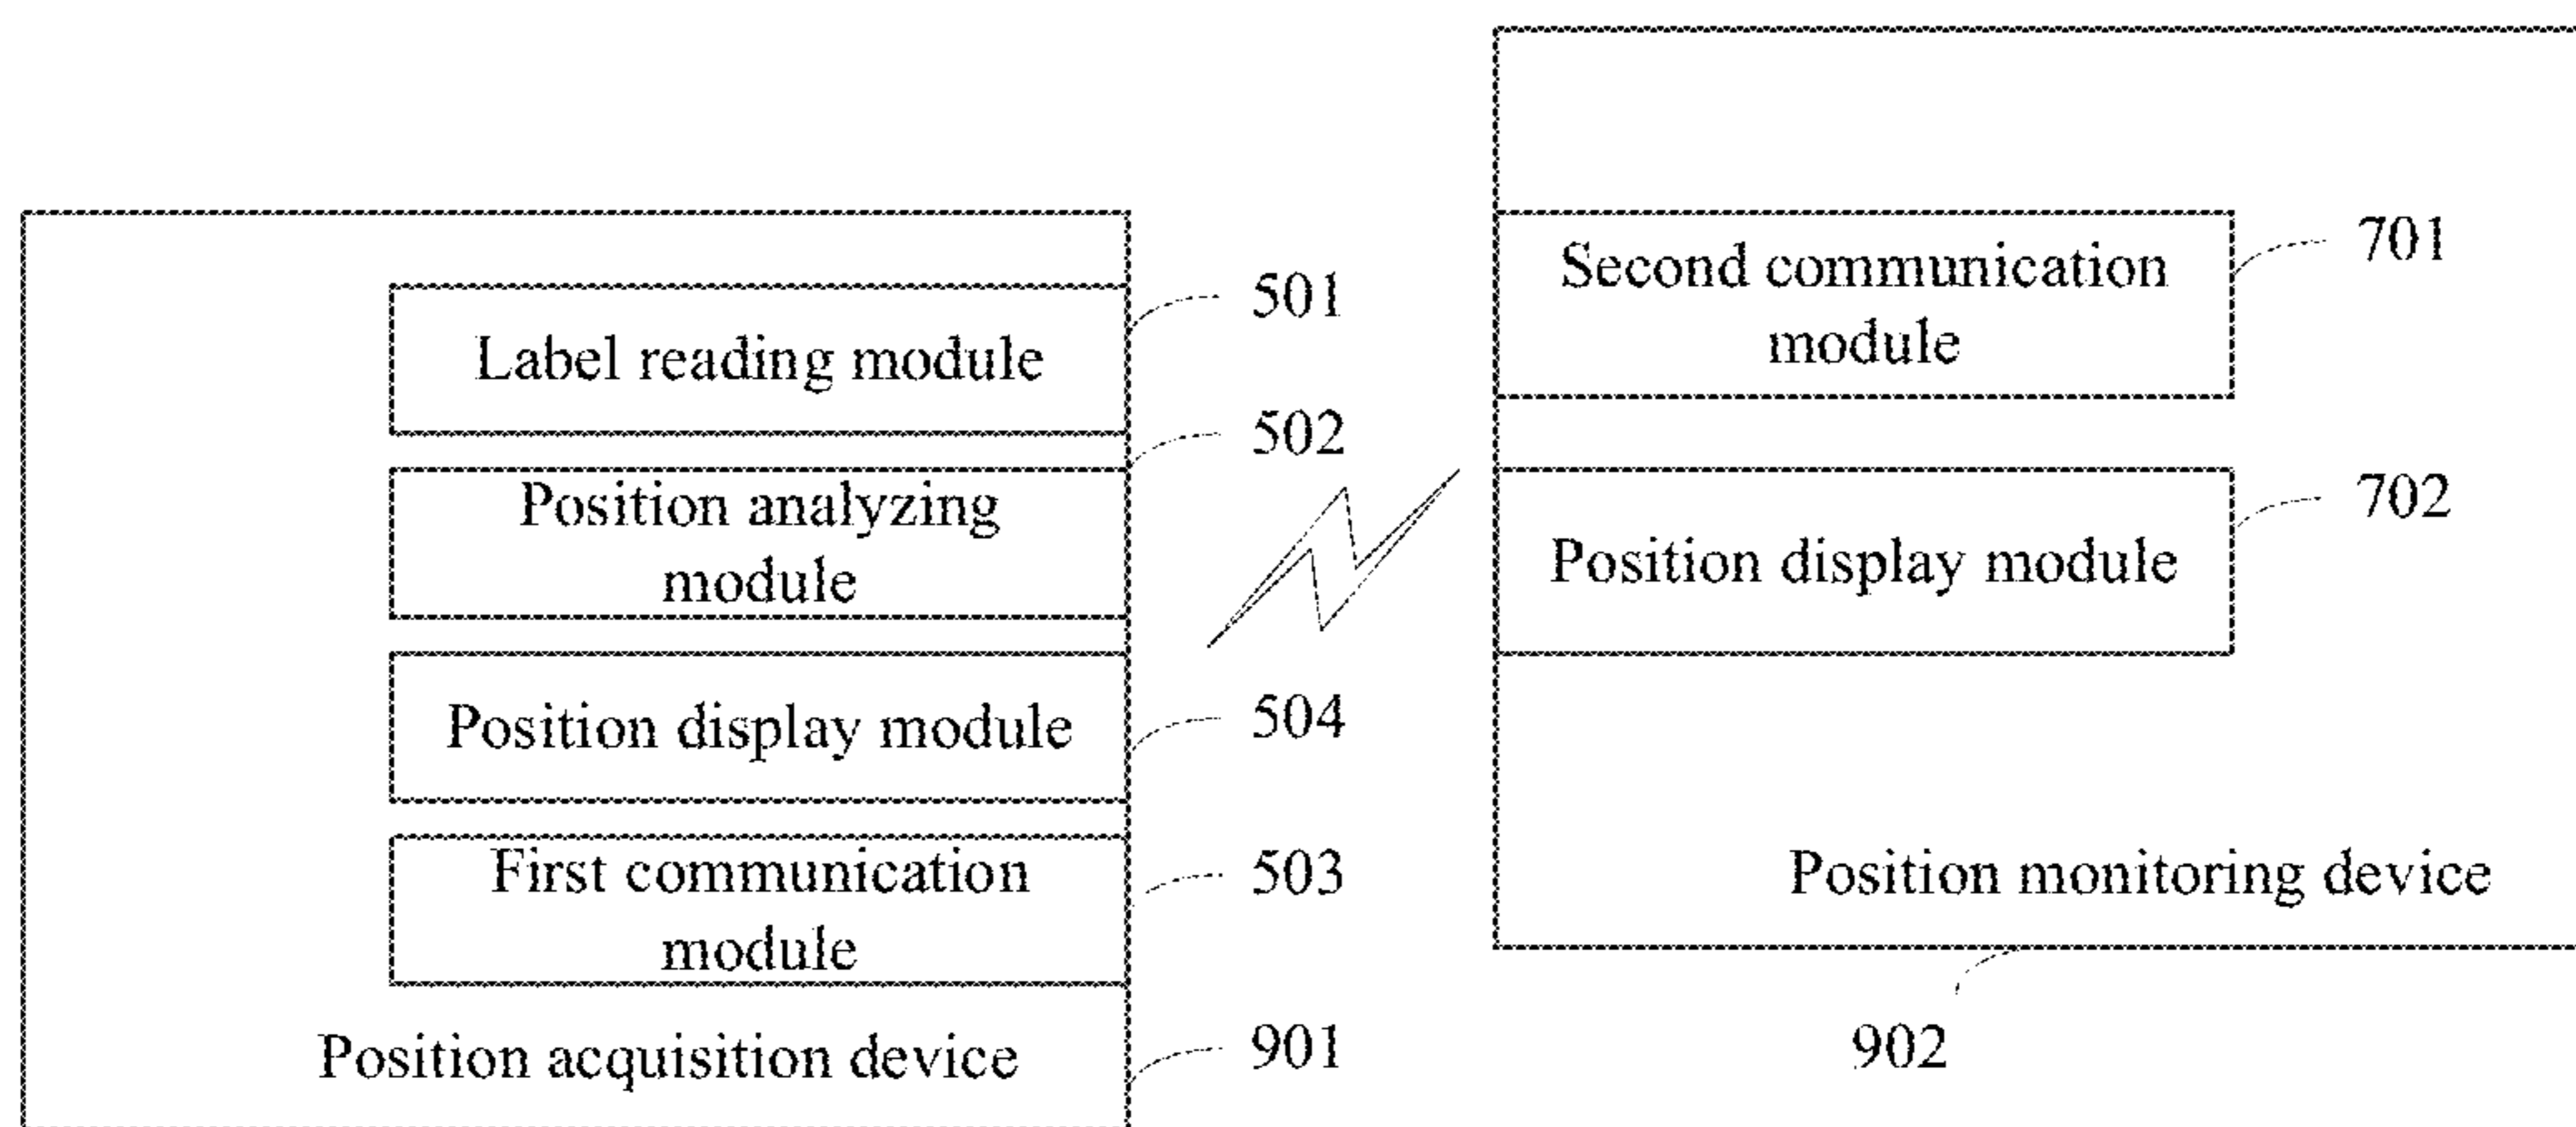 Label reading module
501
Position analyzing
module
502
Position display module
504
First communication
module
503
Position acquisition device
901
Second communication
module
701
Position display module
702
Position monitoring device
902